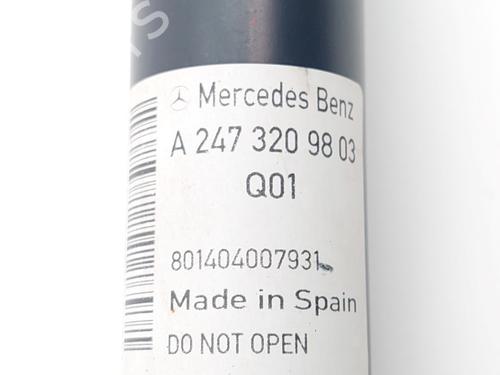 Mercedes Benz
A 247 320 98 03
Q01
801404007931
Made in Spain
DO NOT OPEN